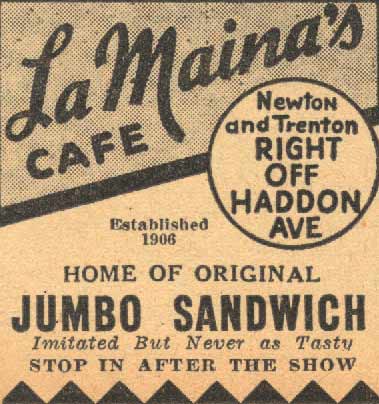 La Maina's
CAFE
Newton
and Trenton
RIGHT
OFF
HADDON
AVE
Established
1906
HOME OF ORIGINAL
JUMBO SANDWICH
Imitated But Never as Tasty
STOP IN AFTER THE SHOW